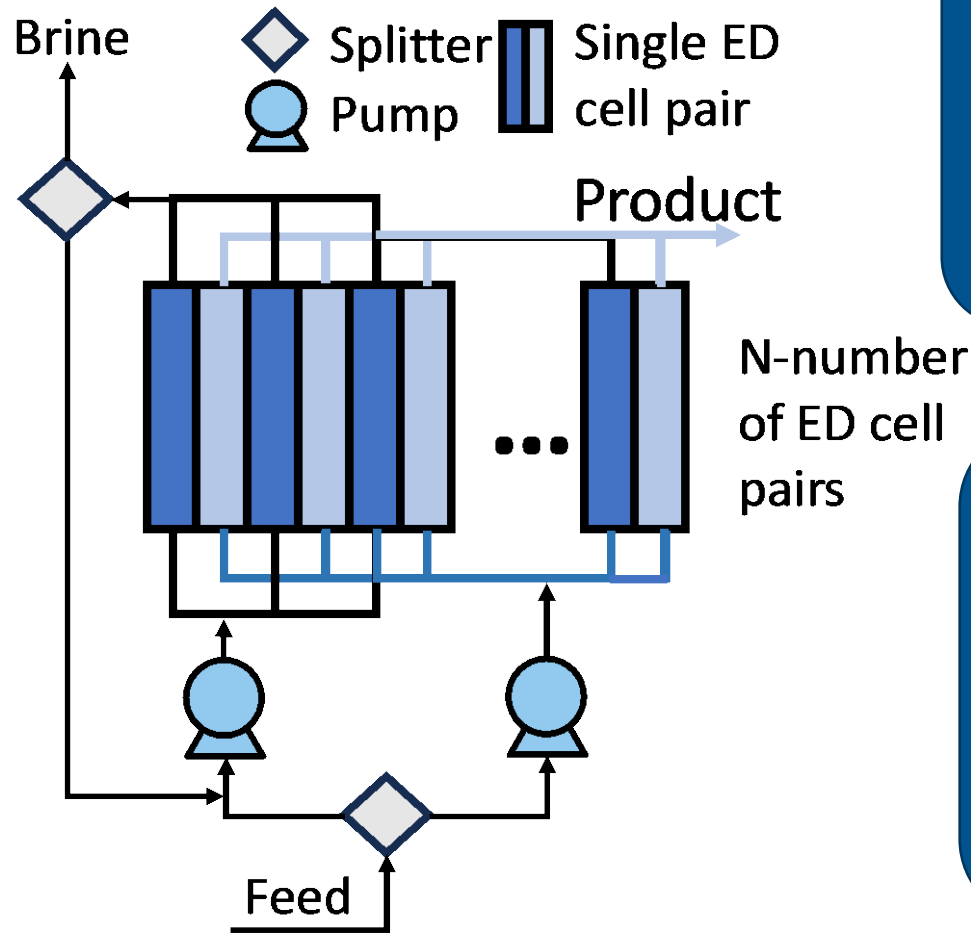 Brine
Splitter
Pump
Single ED
cell pair
Product
N-number
of ED cell
pairs
Feed